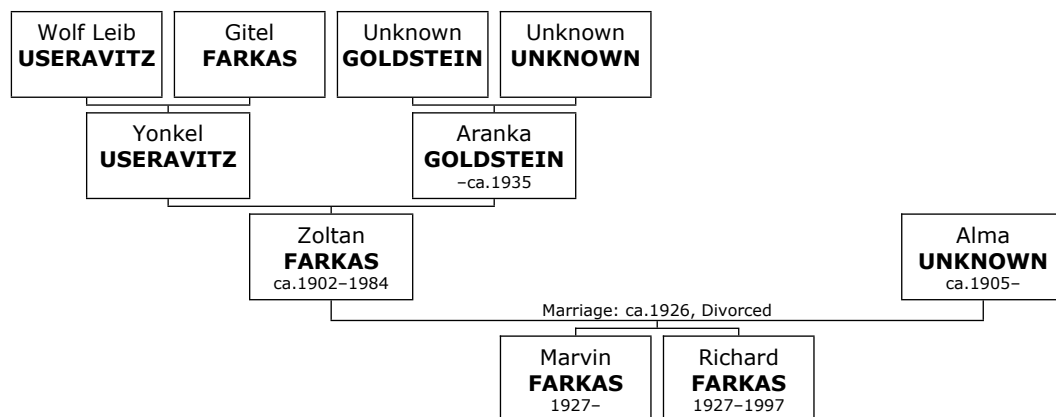 Wolf Leib
USERAVITZ
Gitel
FARKAS
Unknown
GOLDSTEIN
Unknown
UNKNOWN
Yonkel
USERAVITZ
Aranka
GOLDSTEIN
–ca.1935
Zoltan
FARKAS
ca.1902–1984
Alma
UNKNOWN
ca.1905–
Marriage: ca.1926, Divorced
Marvin
FARKAS
1927–
Richard
FARKAS
1927–1997